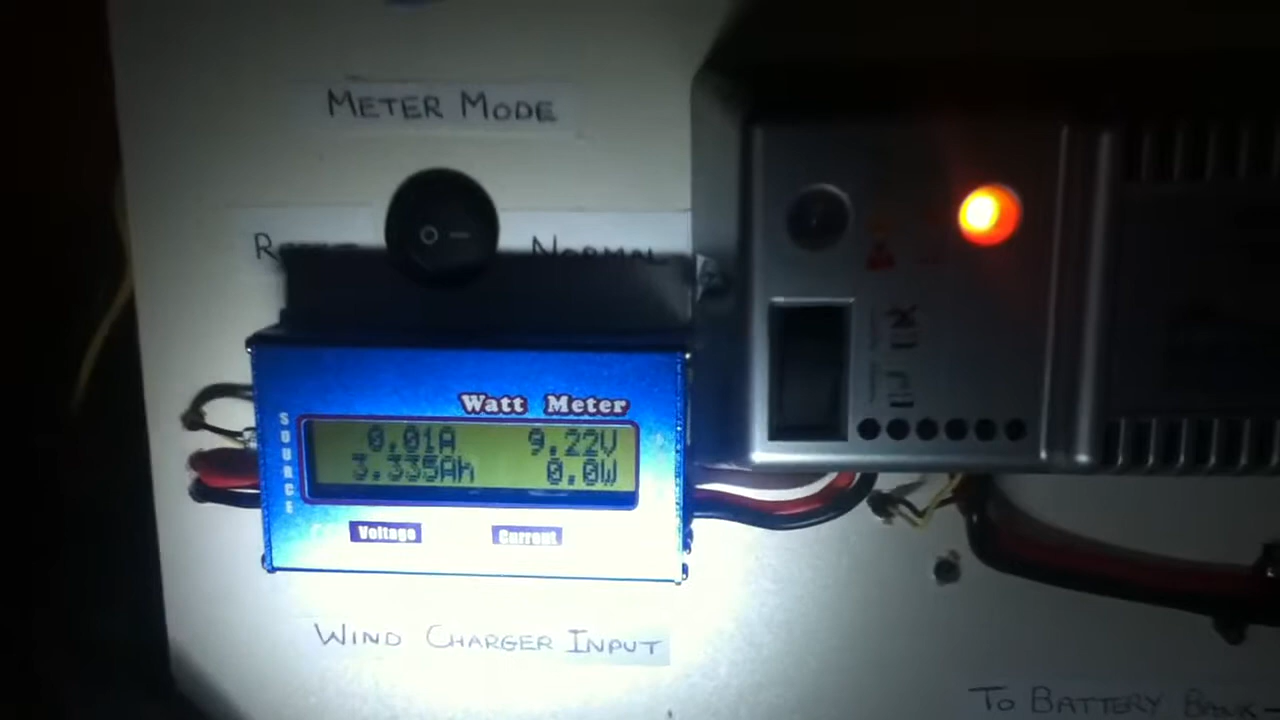 METER MODE
NORMAL
Watt Meter
SOURCE
0.01A 9.22V
3.335Ah 0.0W
Voltage Current
WIND CHARGER INPUT
TO BATTERY BANK